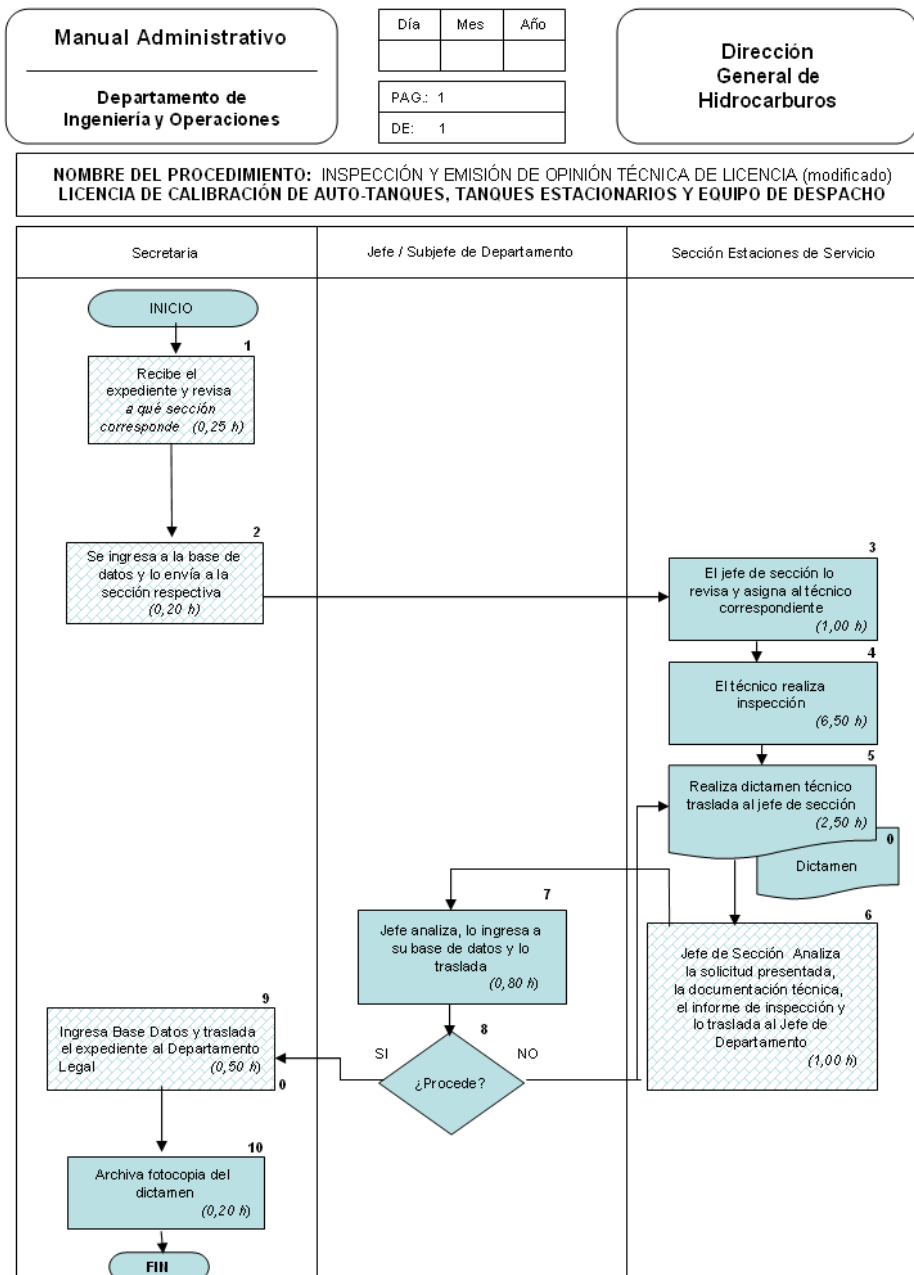 Manual Administrativo
Departamento de
Ingeniería y Operaciones
Día Mes Año
PAG.: 1
DE: 1
Dirección
General de
Hidrocarburos
NOMBRE DEL PROCEDIMIENTO: INSPECCIÓN Y EMISIÓN DE OPINIÓN TÉCNICA DE LICENCIA (modificado)
LICENCIA DE CALIBRACIÓN DE AUTO-TANQUES, TANQUES ESTACIONARIOS Y EQUIPO DE DESPACHO
Secretaria
Jefe / Subjefe de Departamento
Sección Estaciones de Servicio
INICIO
1
Recibe el
expediente y revisa
a qué sección
corresponde (0,25 h)
2
Se ingresa a la base de
datos y lo envía a la
sección respectiva
(0,20 h)
3
El jefe de sección lo
revisa y asigna al técnico
correspondiente
(1,00 h)
4
El técnico realiza
inspección
(6,50 h)
5
Realiza dictamen técnico
traslada al jefe de sección
(2,50 h)
0
Dictamen
6
Jefe de Sección Analiza
la solicitud presentada,
la documentación técnica,
el informe de inspección y
lo traslada al Jefe de
Departamento
(1,00 h)
7
Jefe analiza, lo ingresa a
su base de datos y lo
traslada
(0,80 h)
8
SI
NO
¿Procede?
9
Ingresa Base Datos y traslada
el expediente al Departamento
Legal (0,50 h)
0
10
Archiva fotocopia del
dictamen
(0,20 h)
FIN